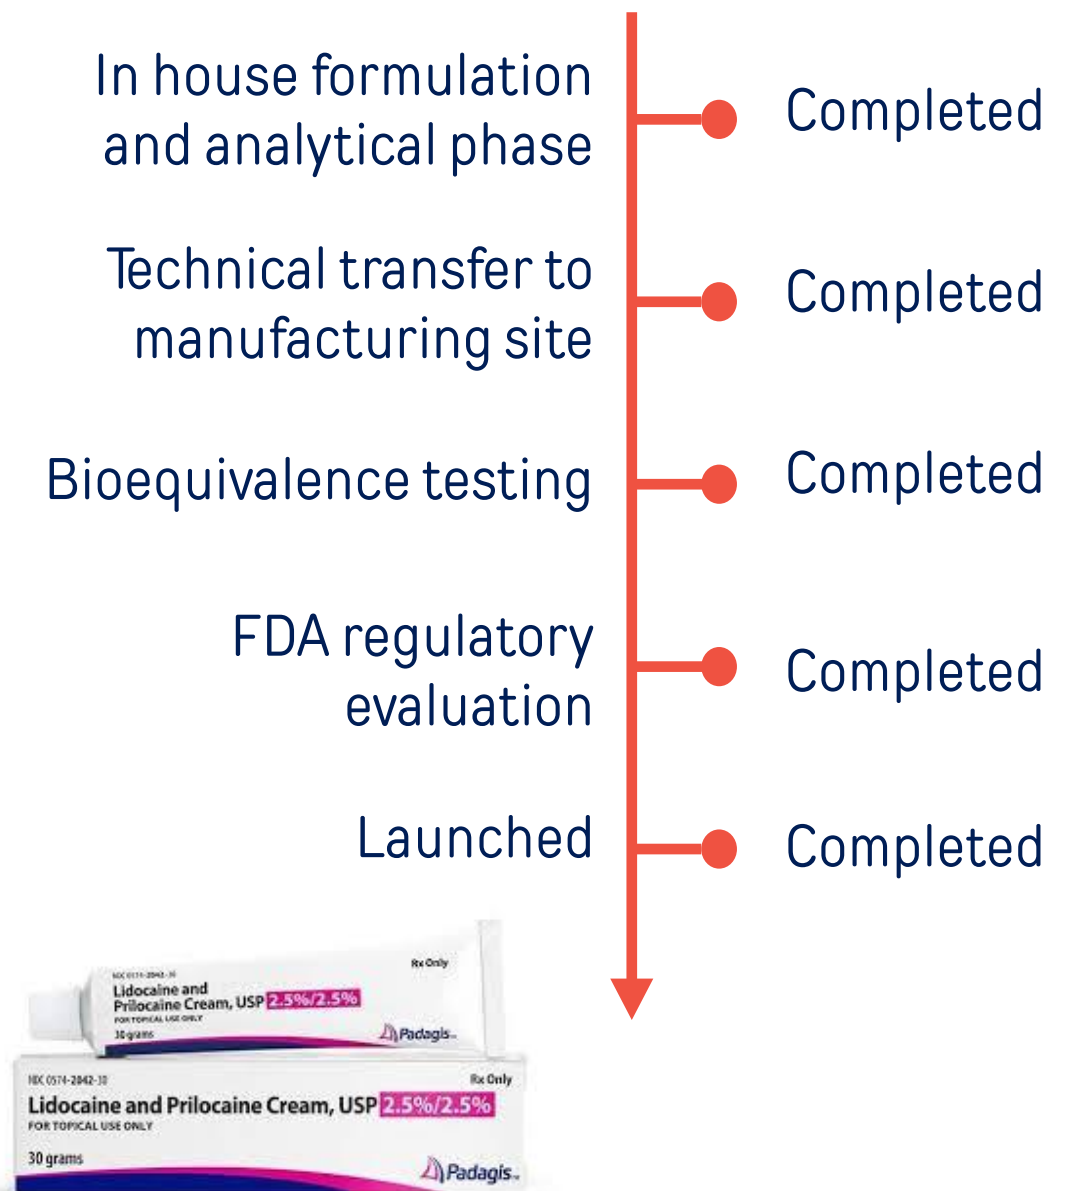 In house formulation
and analytical phase
Completed
Technical transfer to
manufacturing site
Completed
Bioequivalence testing
Completed
FDA regulatory
evaluation
Completed
Launched
Completed
Rx Only
Lidocaine and
Prilocaine Cream, USP 2.5%/2.5%
FOR TOPICAL USE ONLY
30 grams
Padagis
NDC 0574-2042-30
Rx Only
Lidocaine and Prilocaine Cream, USP 2.5%/2.5%
FOR TOPICAL USE ONLY
30 grams
Padagis